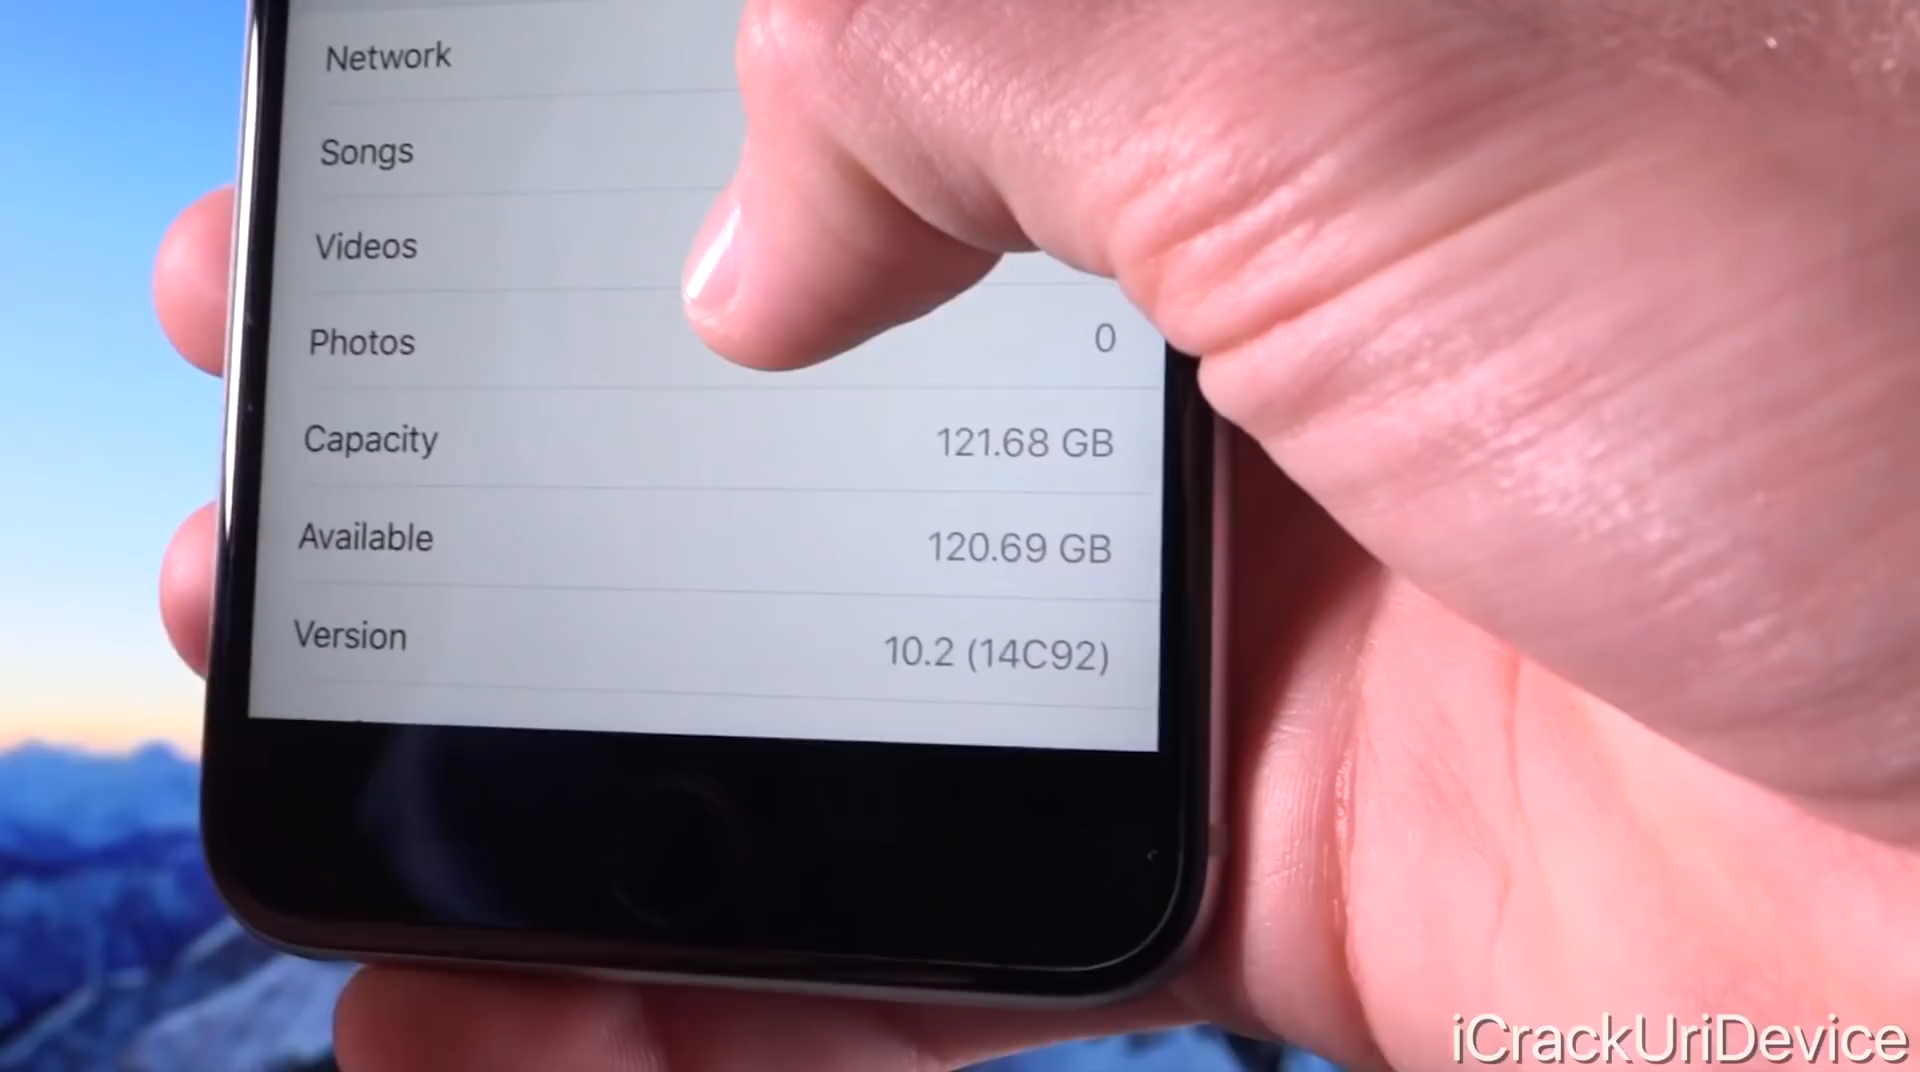 Network
Songs
Videos
Photos 0
Capacity 121.68 GB
Available 120.69 GB
Version 10.2 (14C92)
iCrackUriDevice